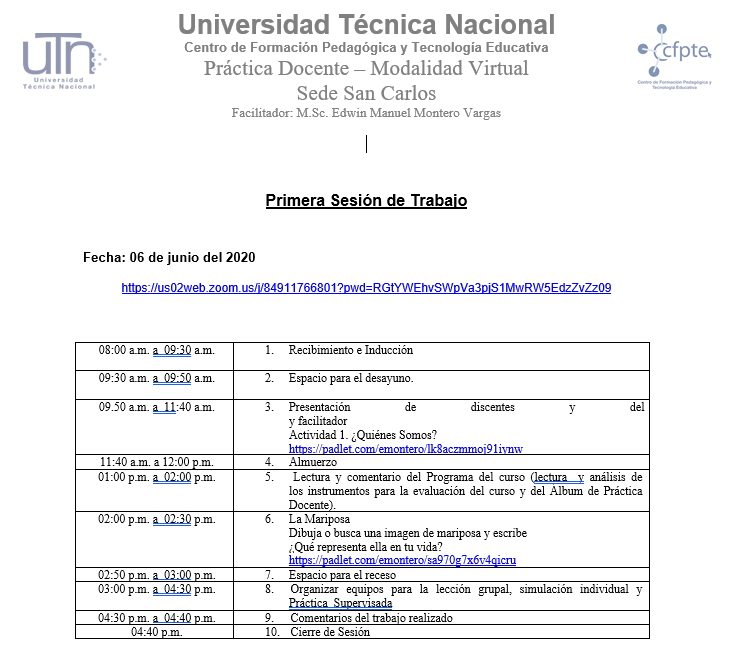 Universidad Técnica Nacional
Centro de Formación Pedagógica y Tecnología Educativa
Práctica Docente – Modalidad Virtual
Sede San Carlos
Facilitador: M.Sc. Edwin Manuel Montero Vargas
uTn
Universidad
Técnica Nacional
cfpte
Centro de Formación Pedagógica y
Tecnología Educativa
Primera Sesión de Trabajo
Fecha: 06 de junio del 2020
https://us02web.zoom.us/j/84911766801?pwd=RGtYWEhvSWpVa3pjS1MwRW5EdzZvZz09
08:00 a.m. a 09:30 a.m. 1. Recibimiento e Inducción
09:30 a.m. a 09:50 a.m. 2. Espacio para el desayuno.
09.50 a.m. a 11:40 a.m. 3. Presentación de discentes y del
y facilitador
Actividad 1. ¿Quiénes Somos?
https://padlet.com/emontero/lk8aczmmoj91iynw
11:40 a.m. a 12:00 p.m. 4. Almuerzo
01:00 p.m. a 02:00 p.m. 5. Lectura y comentario del Programa del curso (lectura y análisis de
los instrumentos para la evaluación del curso y del Álbum de Práctica
Docente).
02:00 p.m. a 02:30 p.m. 6. La Mariposa
Dibuja o busca una imagen de mariposa y escribe
¿Qué representa ella en tu vida?
https://padlet.com/emontero/sa970g7x6v4qicru
02:50 p.m. a 03:00 p.m. 7. Espacio para el receso
03:00 p.m. a 04:30 p.m. 8. Organizar equipos para la lección grupal, simulación individual y
Práctica Supervisada
04:30 p.m. a 04:40 p.m. 9. Comentarios del trabajo realizado
04:40 p.m. 10. Cierre de Sesión